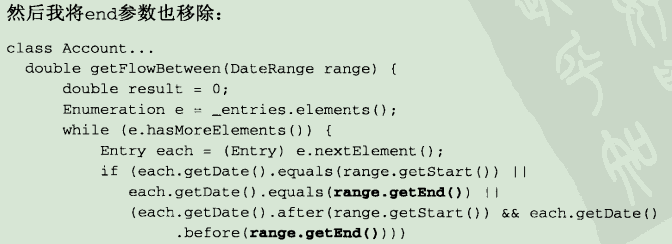 然后我将end参数也移除：
class Account...
  double getFlowBetween(DateRange range) {
      double result = 0;
      Enumeration e = _entries.elements();
      while (e.hasMoreElements()) {
          Entry each = (Entry) e.nextElement();
          if (each.getDate().equals(range.getStart()) ||
             each.getDate().equals(range.getEnd()) ||
             (each.getDate().after(range.getStart()) && each.getDate()
                  .before(range.getEnd())))